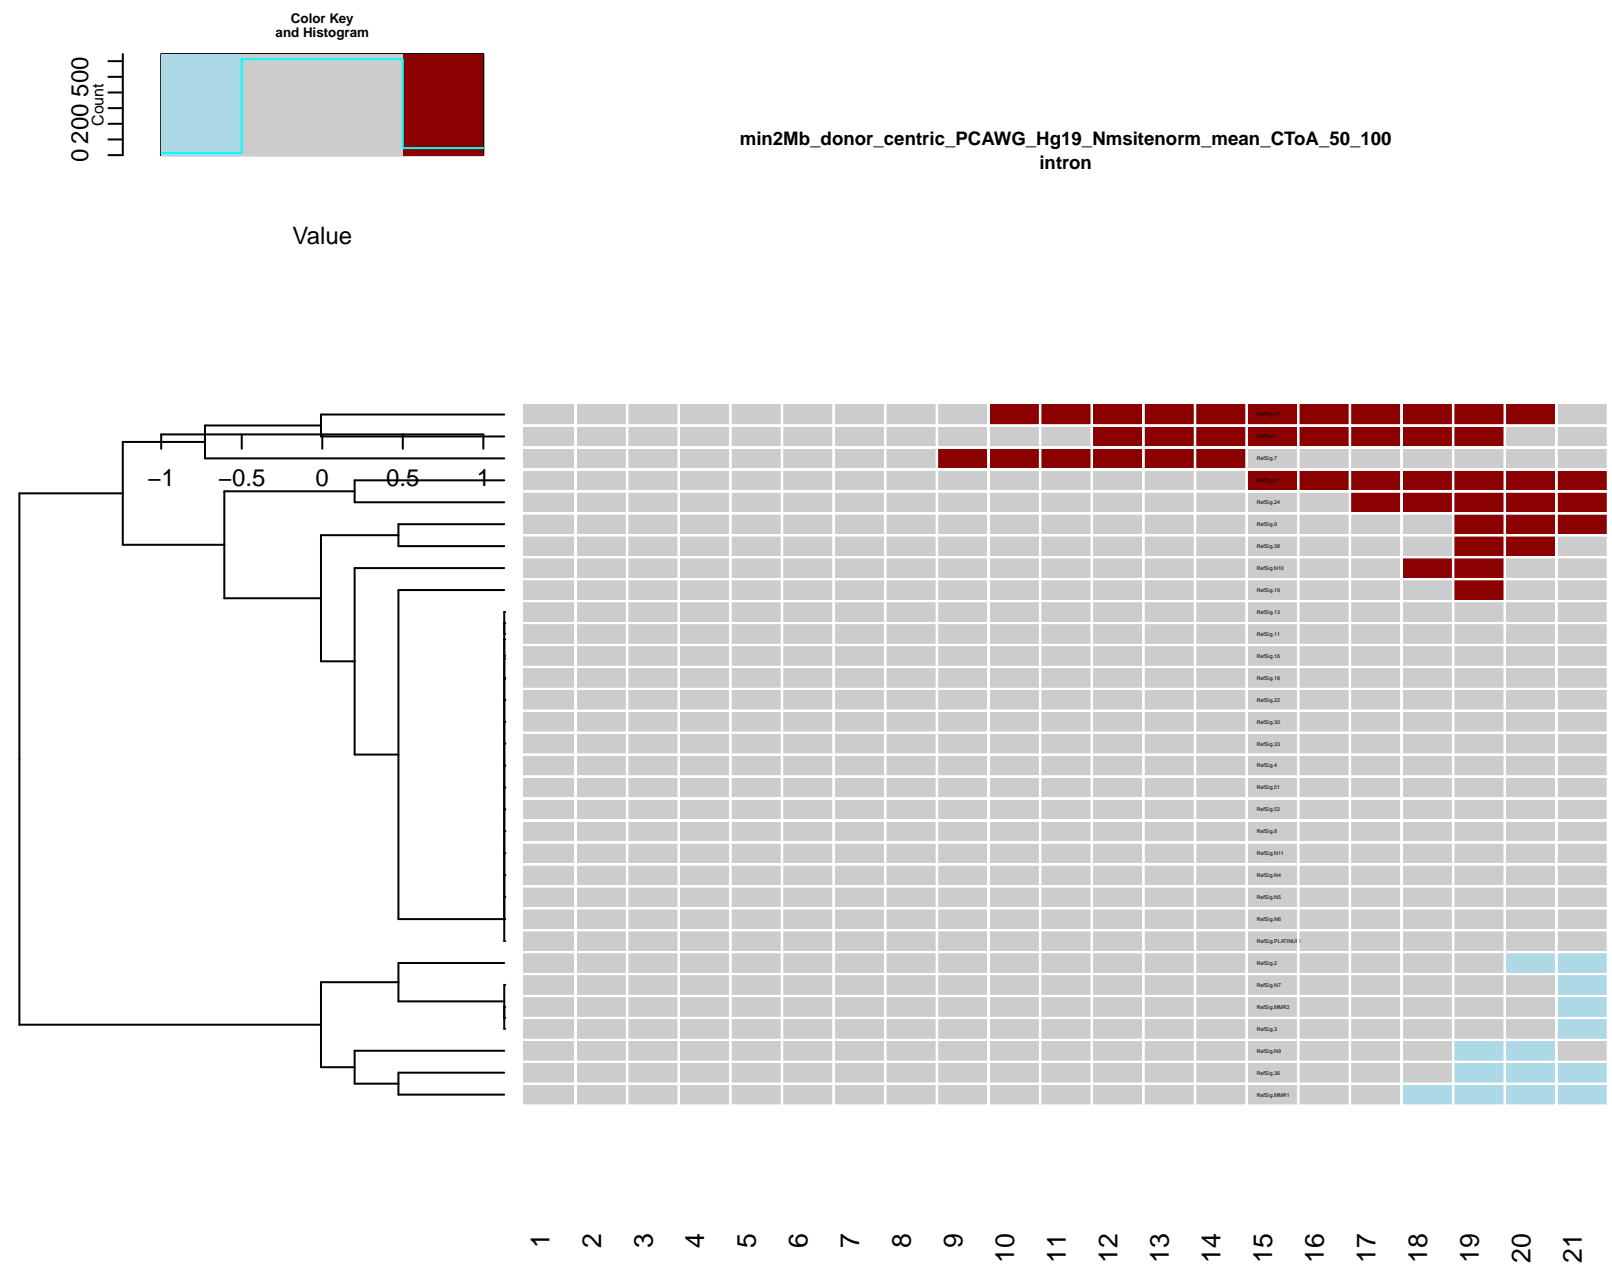 Color Key
and Histogram
0 200 500
Count
Value
min2Mb_donor_centric_PCAWG_Hg19_Nmsitenorm_mean_CToA_50_100
intron
−1 −0.5 0 0.5 1
RefSig.17
RefSig.7
RefSig.24
RefSig.9
RefSig.38
RefSig.N10
RefSig.19
RefSig.13
RefSig.11
RefSig.16
RefSig.18
RefSig.22
RefSig.30
RefSig.33
RefSig.4
RefSig.51
RefSig.52
RefSig.8
RefSig.N11
RefSig.N4
RefSig.N5
RefSig.N6
RefSig.PLATINUM
RefSig.2
RefSig.N7
RefSig.MMR2
RefSig.3
RefSig.N9
RefSig.36
RefSig.MMR1
1 2 3 4 5 6 7 8 9 10 11 12 13 14 15 16 17 18 19 20 21